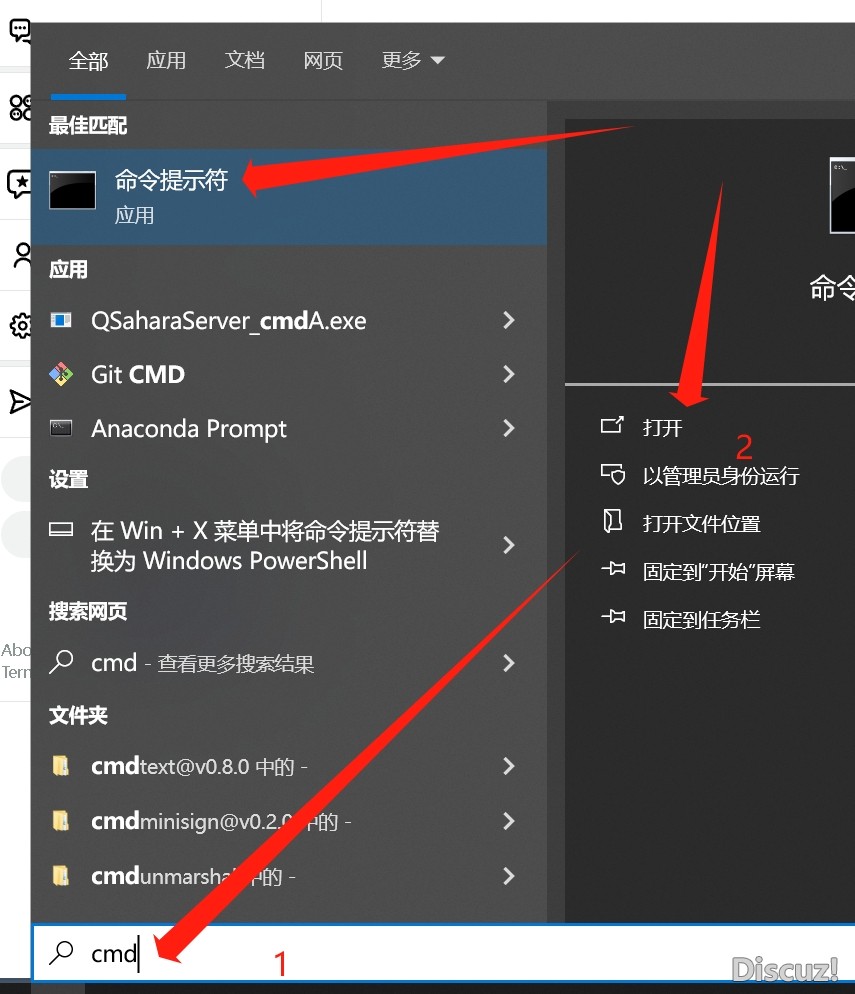 全部 应用 文档 网页 更多
最佳匹配
命令提示符
应用
应用
QSaharaServer_cmdA.exe
Git CMD
Anaconda Prompt
设置
在 Win + X 菜单中将命令提示符替
换为 Windows PowerShell
搜索网页
cmd - 查看更多搜索结果
文件夹
cmdtext@v0.8.0 中的 -
cmdminisign@v0.2.0 中的 -
cmdunmarshal 中的 -
cmd
1
命令
打开
2
以管理员身份运行
打开文件位置
固定到"开始"屏幕
固定到任务栏
Abo
Tern
Discuz!